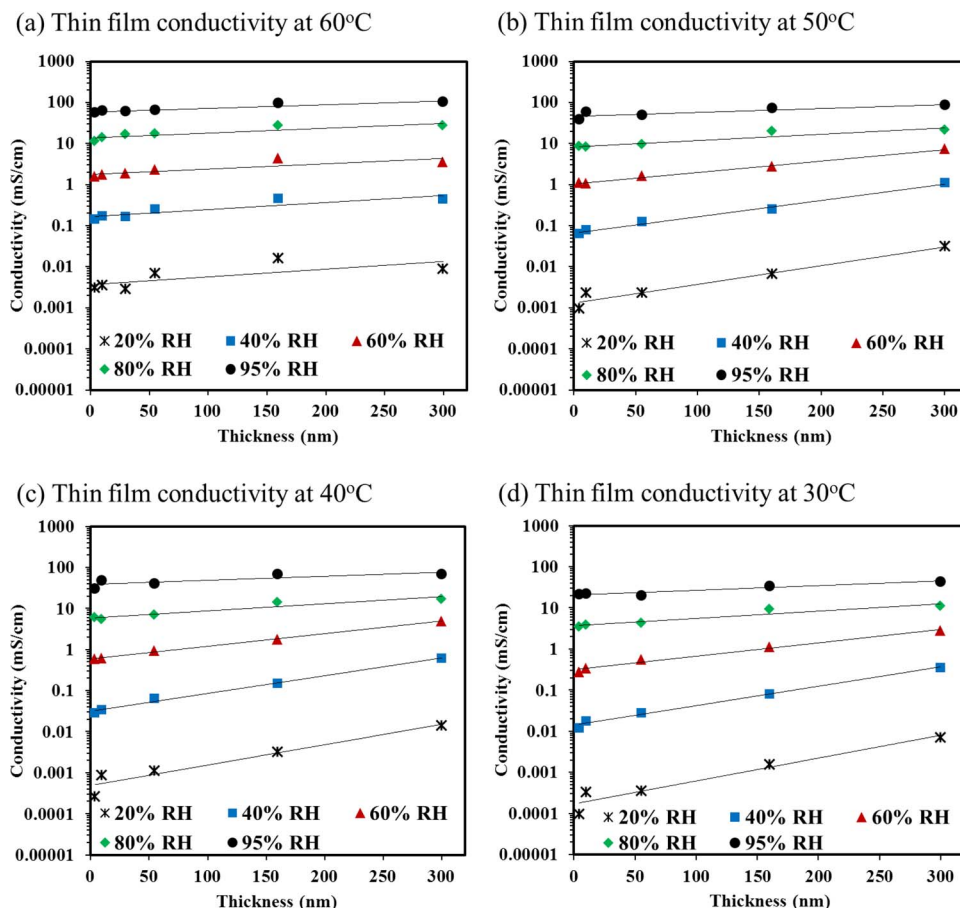 (a) Thin film conductivity at 60°C
1000
100
10
1
0.1
0.01
0.001
0.0001
0.00001
Conductivity (mS/cm)
20% RH 40% RH 60% RH
80% RH 95% RH
0 50 100 150 200 250 300
Thickness (nm)
(b) Thin film conductivity at 50°C
1000
100
10
1
0.1
0.01
0.001
0.0001
0.00001
Conductivity (mS/cm)
20% RH 40% RH 60% RH
80% RH 95% RH
0 50 100 150 200 250 300
Thickness (nm)
(c) Thin film conductivity at 40°C
1000
100
10
1
0.1
0.01
0.001
0.0001
0.00001
Conductivity (mS/cm)
20% RH 40% RH 60% RH
80% RH 95% RH
0 50 100 150 200 250 300
Thickness (nm)
(d) Thin film conductivity at 30°C
1000
100
10
1
0.1
0.01
0.001
0.0001
0.00001
Conductivity (mS/cm)
20% RH 40% RH 60% RH
80% RH 95% RH
0 50 100 150 200 250 300
Thickness (nm)